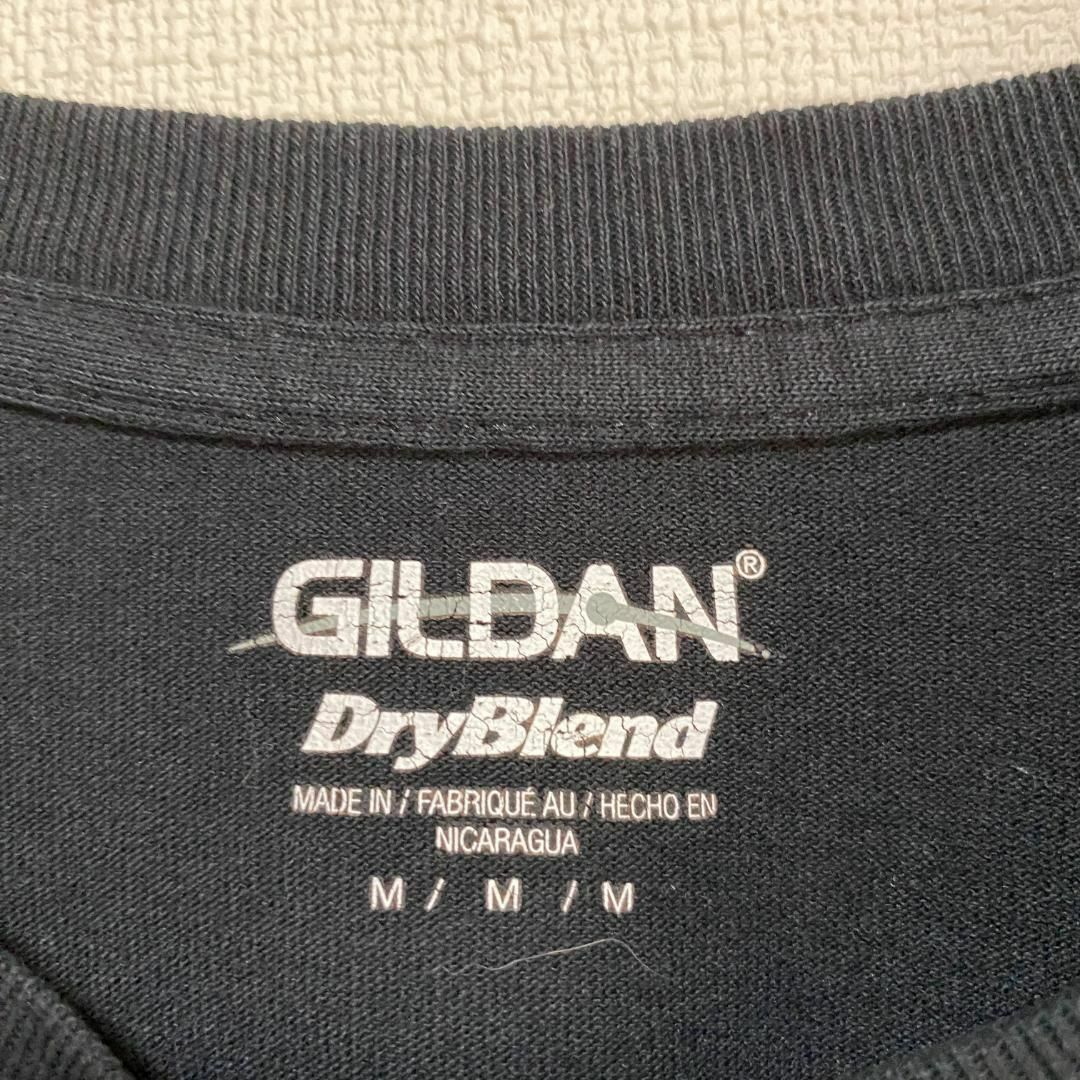 GILDAN®
DryBlend
MADE IN / FABRIQUÉ AU / HECHO EN
NICARAGUA
M / M / M